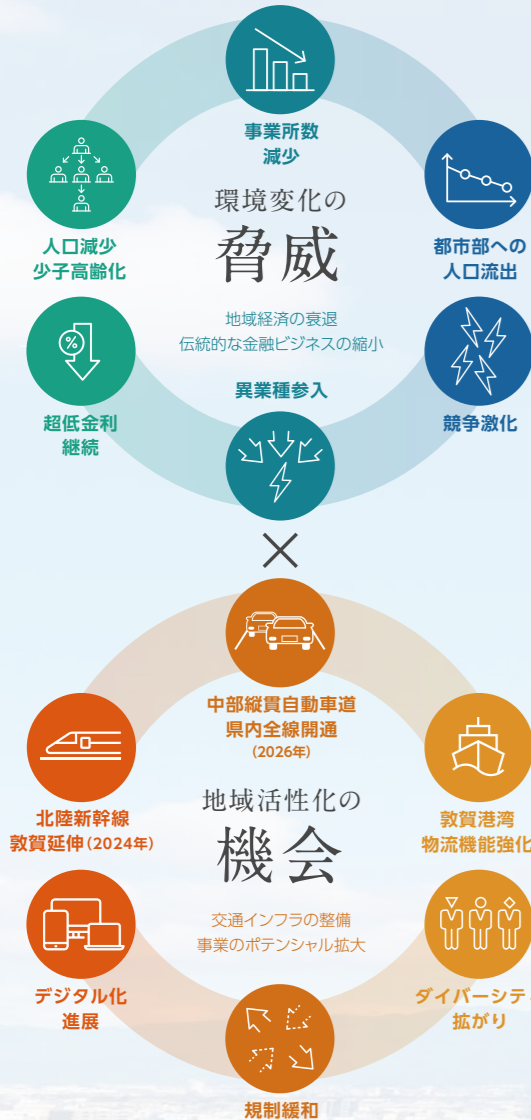 事業所数
減少
人口減少
少子高齢化
環境変化の
脅威
都市部への
人口流出
地域経済の衰退
伝統的な金融ビジネスの縮小
%
超低金利
継続
異業種参入
競争激化
×
中部縦貫自動車道
県内全線開通
(2026年)
北陸新幹線
敦賀延伸(2024年)
地域活性化の
機会
敦賀港湾
物流機能強化
交通インフラの整備
事業のポテンシャル拡大
デジタル化
進展
ダイバーシティ
拡がり
規制緩和